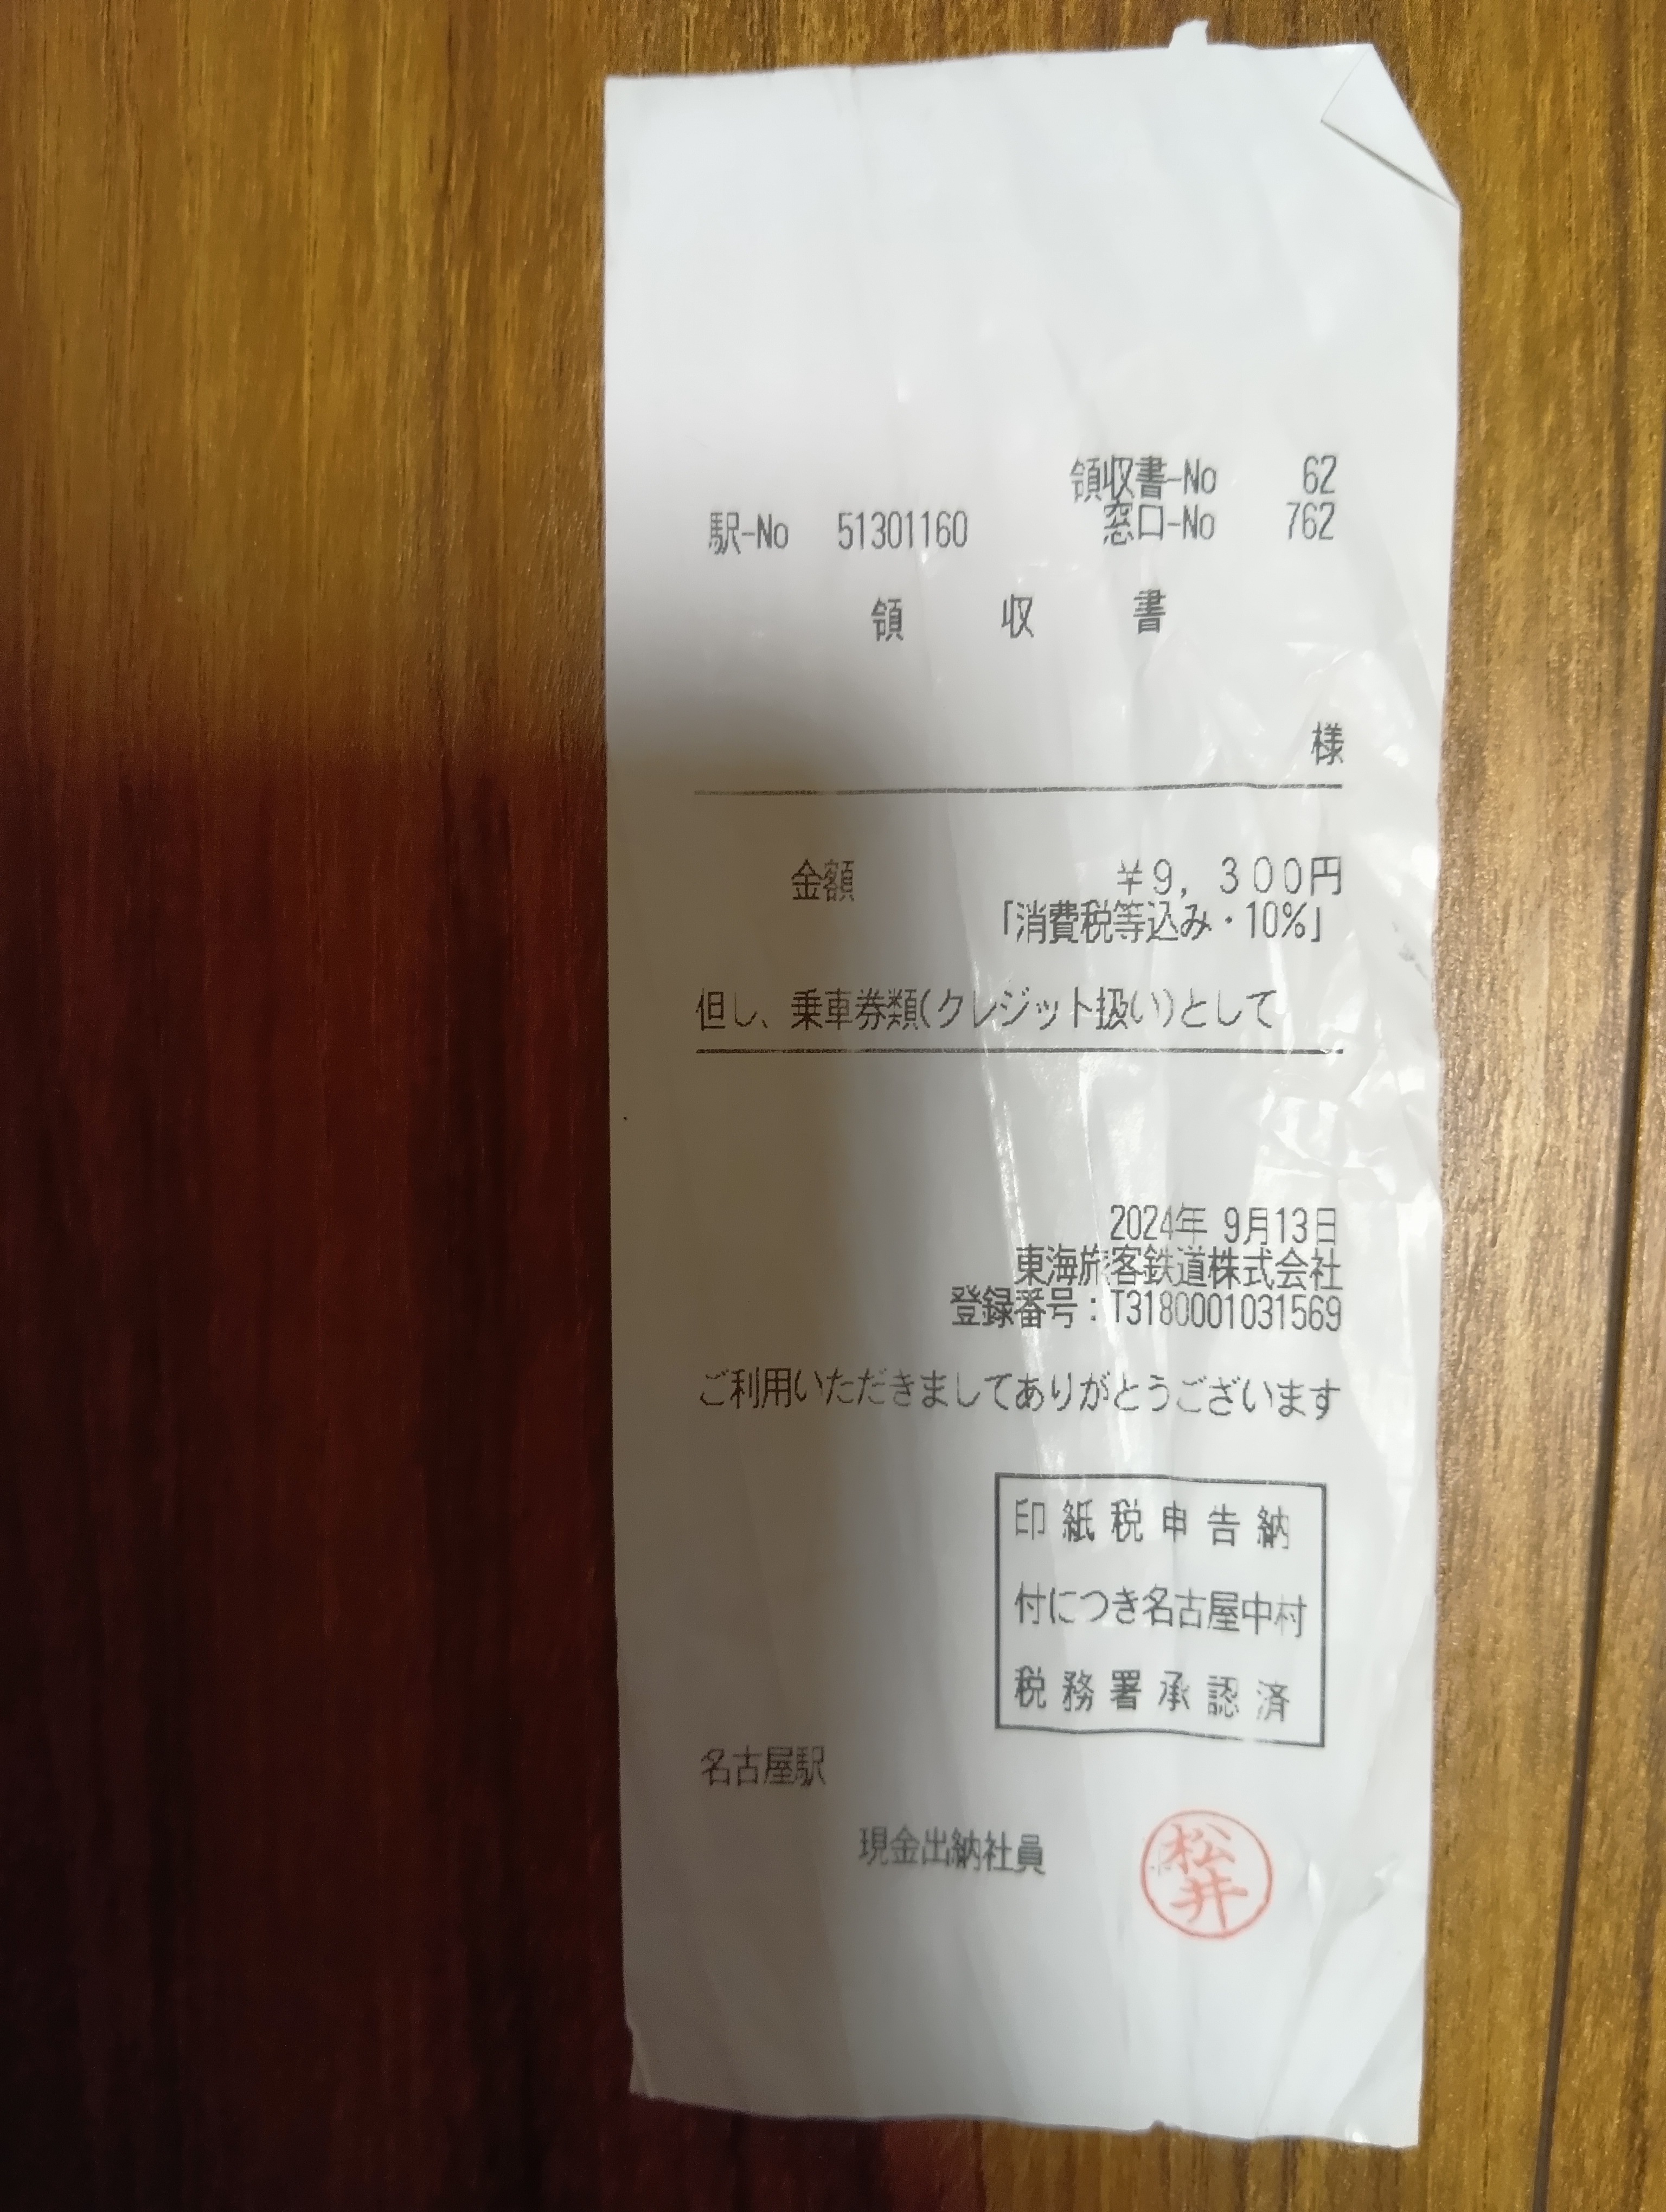 領収書-No 62
駅-No 51301160 窓口-No 762
領 収 書
様
金額 ¥9,300円
「消費税等込み・10%」
但し、乗車券類(クレジット扱い)として
2024年 9月13日
東海旅客鉄道株式会社
登録番号:T3180001031569
ご利用いただきましてありがとうございます
印紙税申告納
付につき名古屋中村
税務署承認済
名古屋駅
現金出納社員
松井